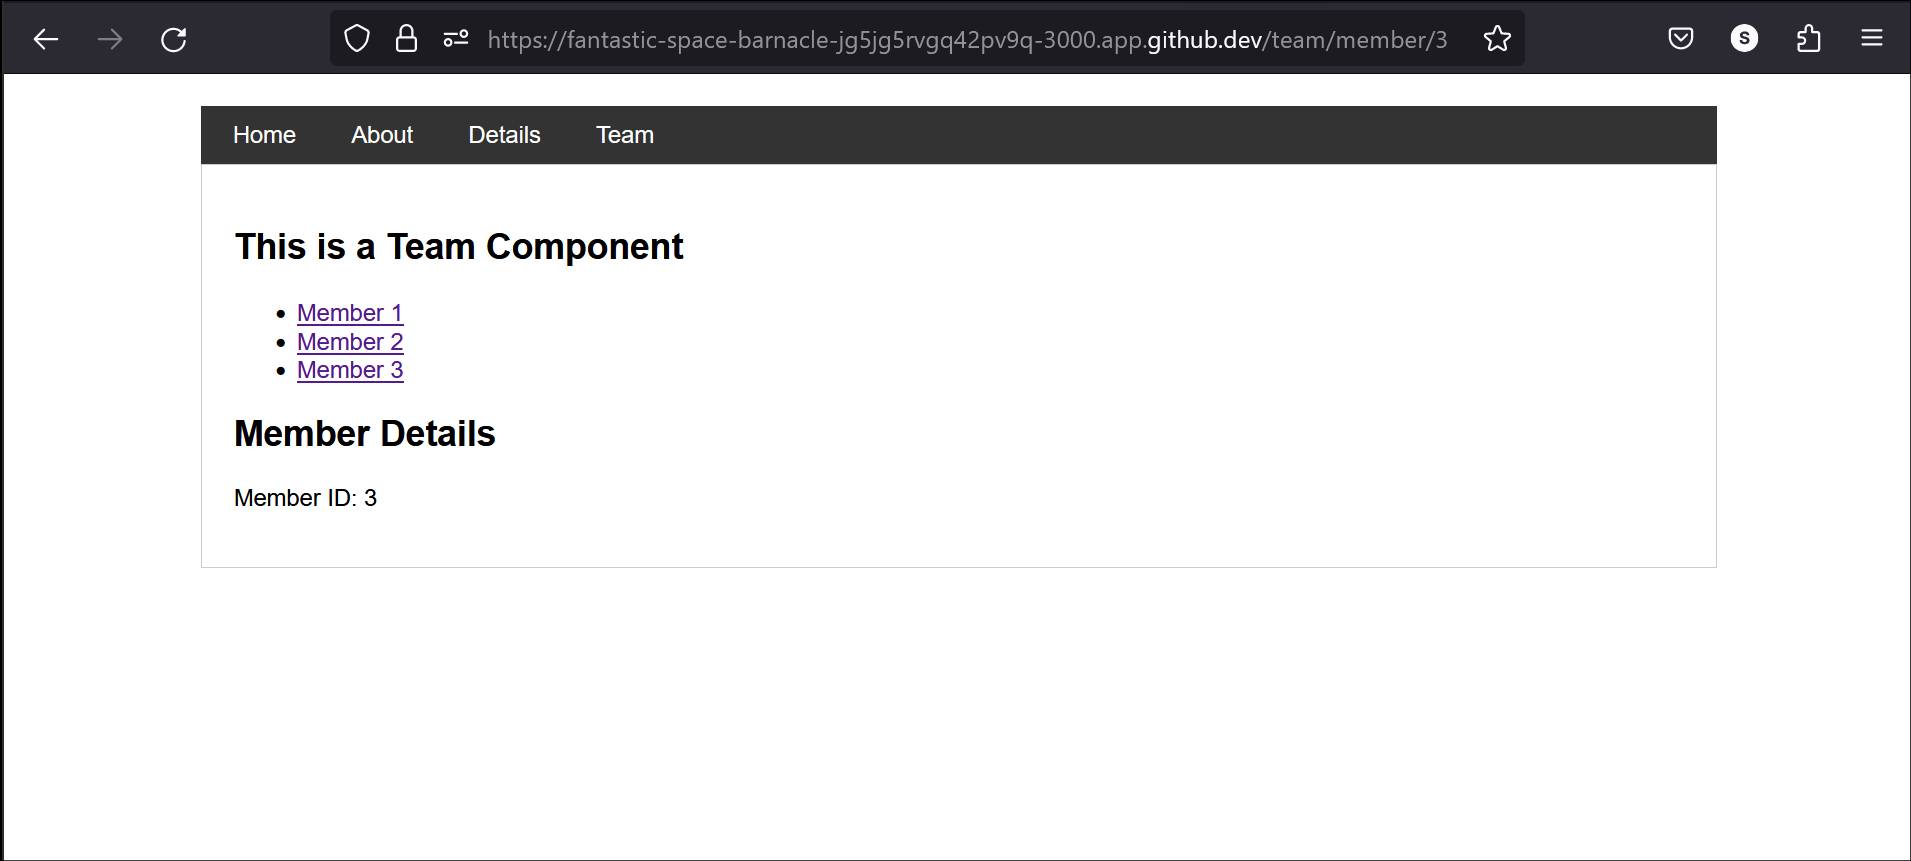 https://fantastic-space-barnacle-jg5jg5rvgq42pv9q-3000.app.github.dev/team/member/3
S
Home About Details Team
This is a Team Component
Member 1
Member 2
Member 3
Member Details
Member ID: 3